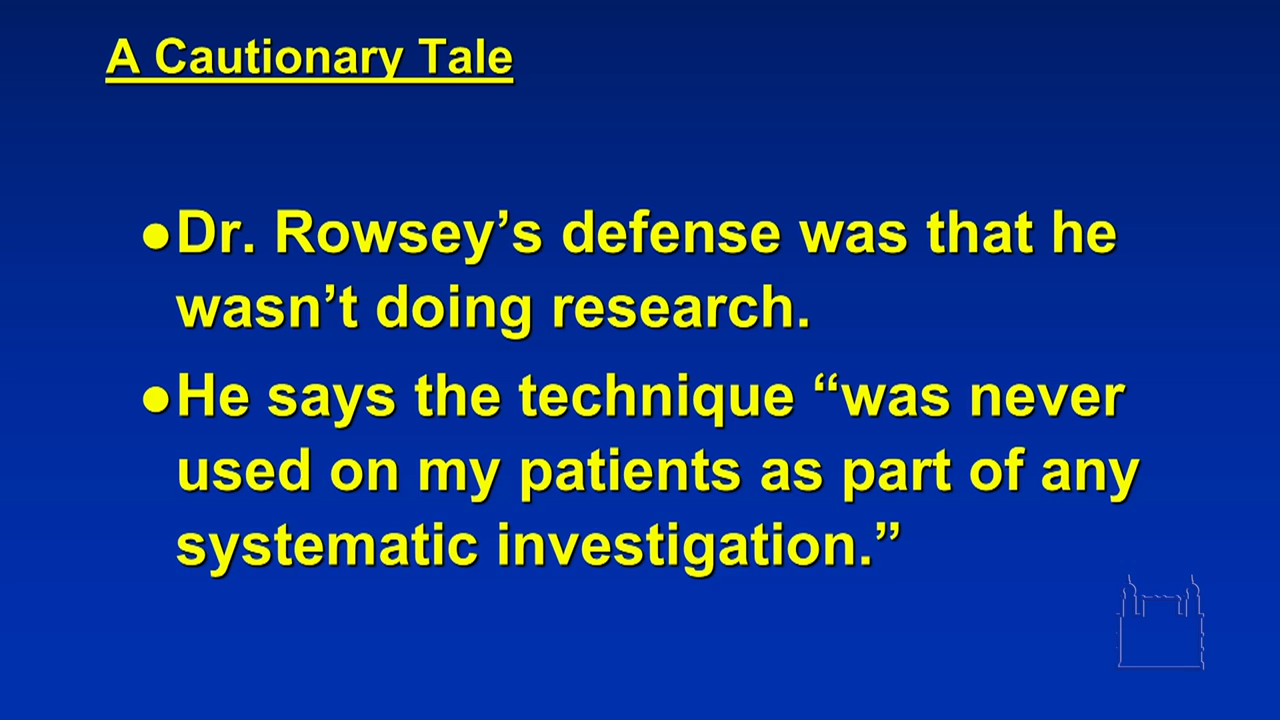 A Cautionary Tale
●Dr. Rowsey’s defense was that he
wasn’t doing research.
●He says the technique “was never
used on my patients as part of any
systematic investigation.”